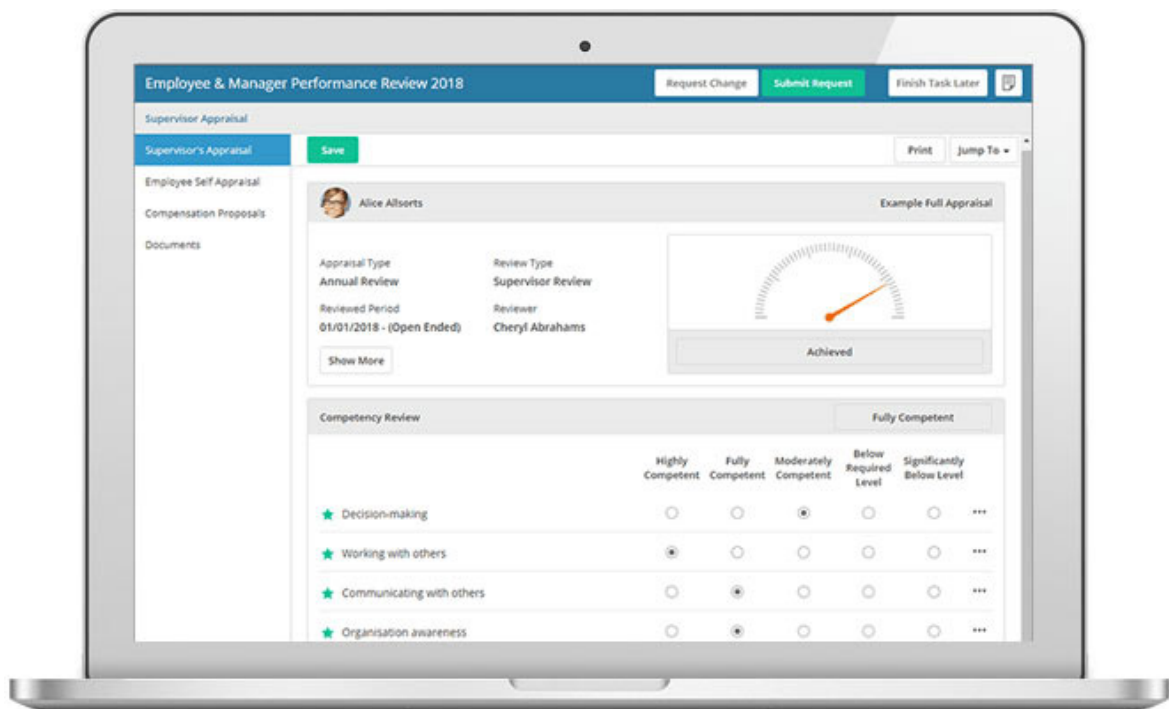 Employee & Manager Performance Review 2018
Request Change
Submit Request
Finish Task Later
Supervisor Appraisal
Supervisor's Appraisal
Save
Print
Jump To
Employee Self Appraisal
Compensation Proposals
Documents
Alice Allsorts
Example Full Appraisal
Appraisal Type
Review Type
Annual Review
Supervisor Review
Reviewed Period
Reviewer
01/01/2018 - (Open Ended)
Cheryl Abrahams
Show More
Achieved
Competency Review
Fully Competent
Highly
Competent
Fully
Competent
Moderately
Competent
Below
Required
Level
Significantly
Below Level
Decision-making
Working with others
Communicating with others
Organisation awareness